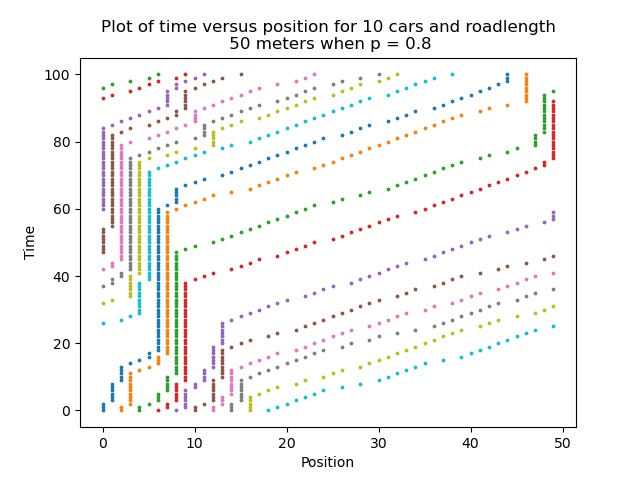 Plot of time versus position for 10 cars and roadlength
50 meters when p = 0.8
100
80
60
40
20
0
Time
0 10 20 30 40 50
Position